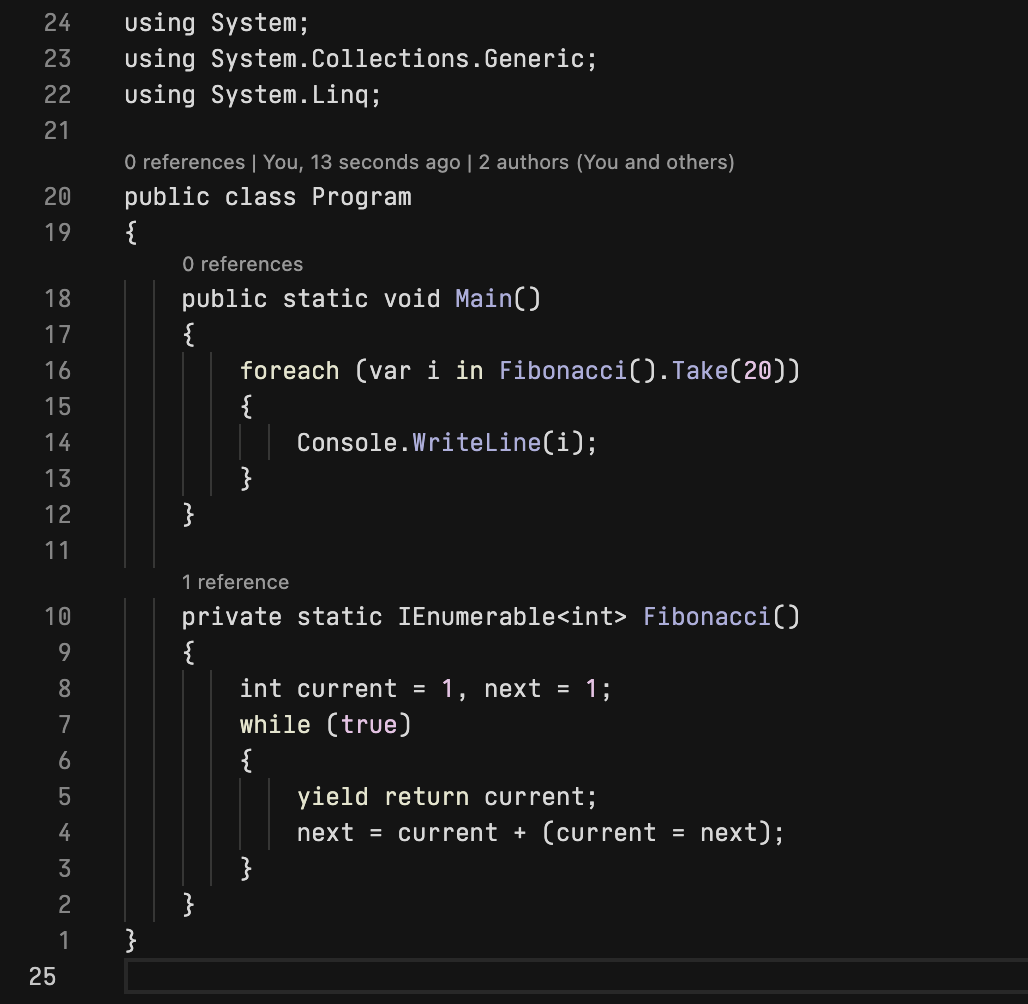 24 using System;
23 using System.Collections.Generic;
22 using System.Linq;
21
0 references | You, 13 seconds ago | 2 authors (You and others)
20 public class Program
19 {
0 references
18 public static void Main()
17 {
16 foreach (var i in Fibonacci().Take(20))
15 {
14 Console.WriteLine(i);
13 }
12 }
11
1 reference
10 private static IEnumerable<int> Fibonacci()
9 {
8 int current = 1, next = 1;
7 while (true)
6 {
5 yield return current;
4 next = current + (current = next);
3 }
2 }
1 }
25